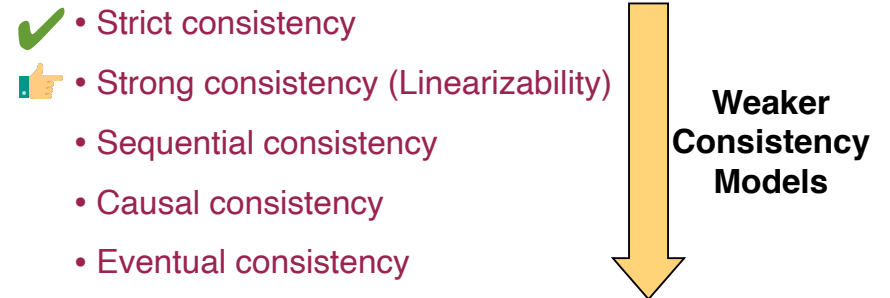 • Strict consistency
• Strong consistency (Linearizability)
• Sequential consistency
• Causal consistency
• Eventual consistency
Weaker
Consistency
Models